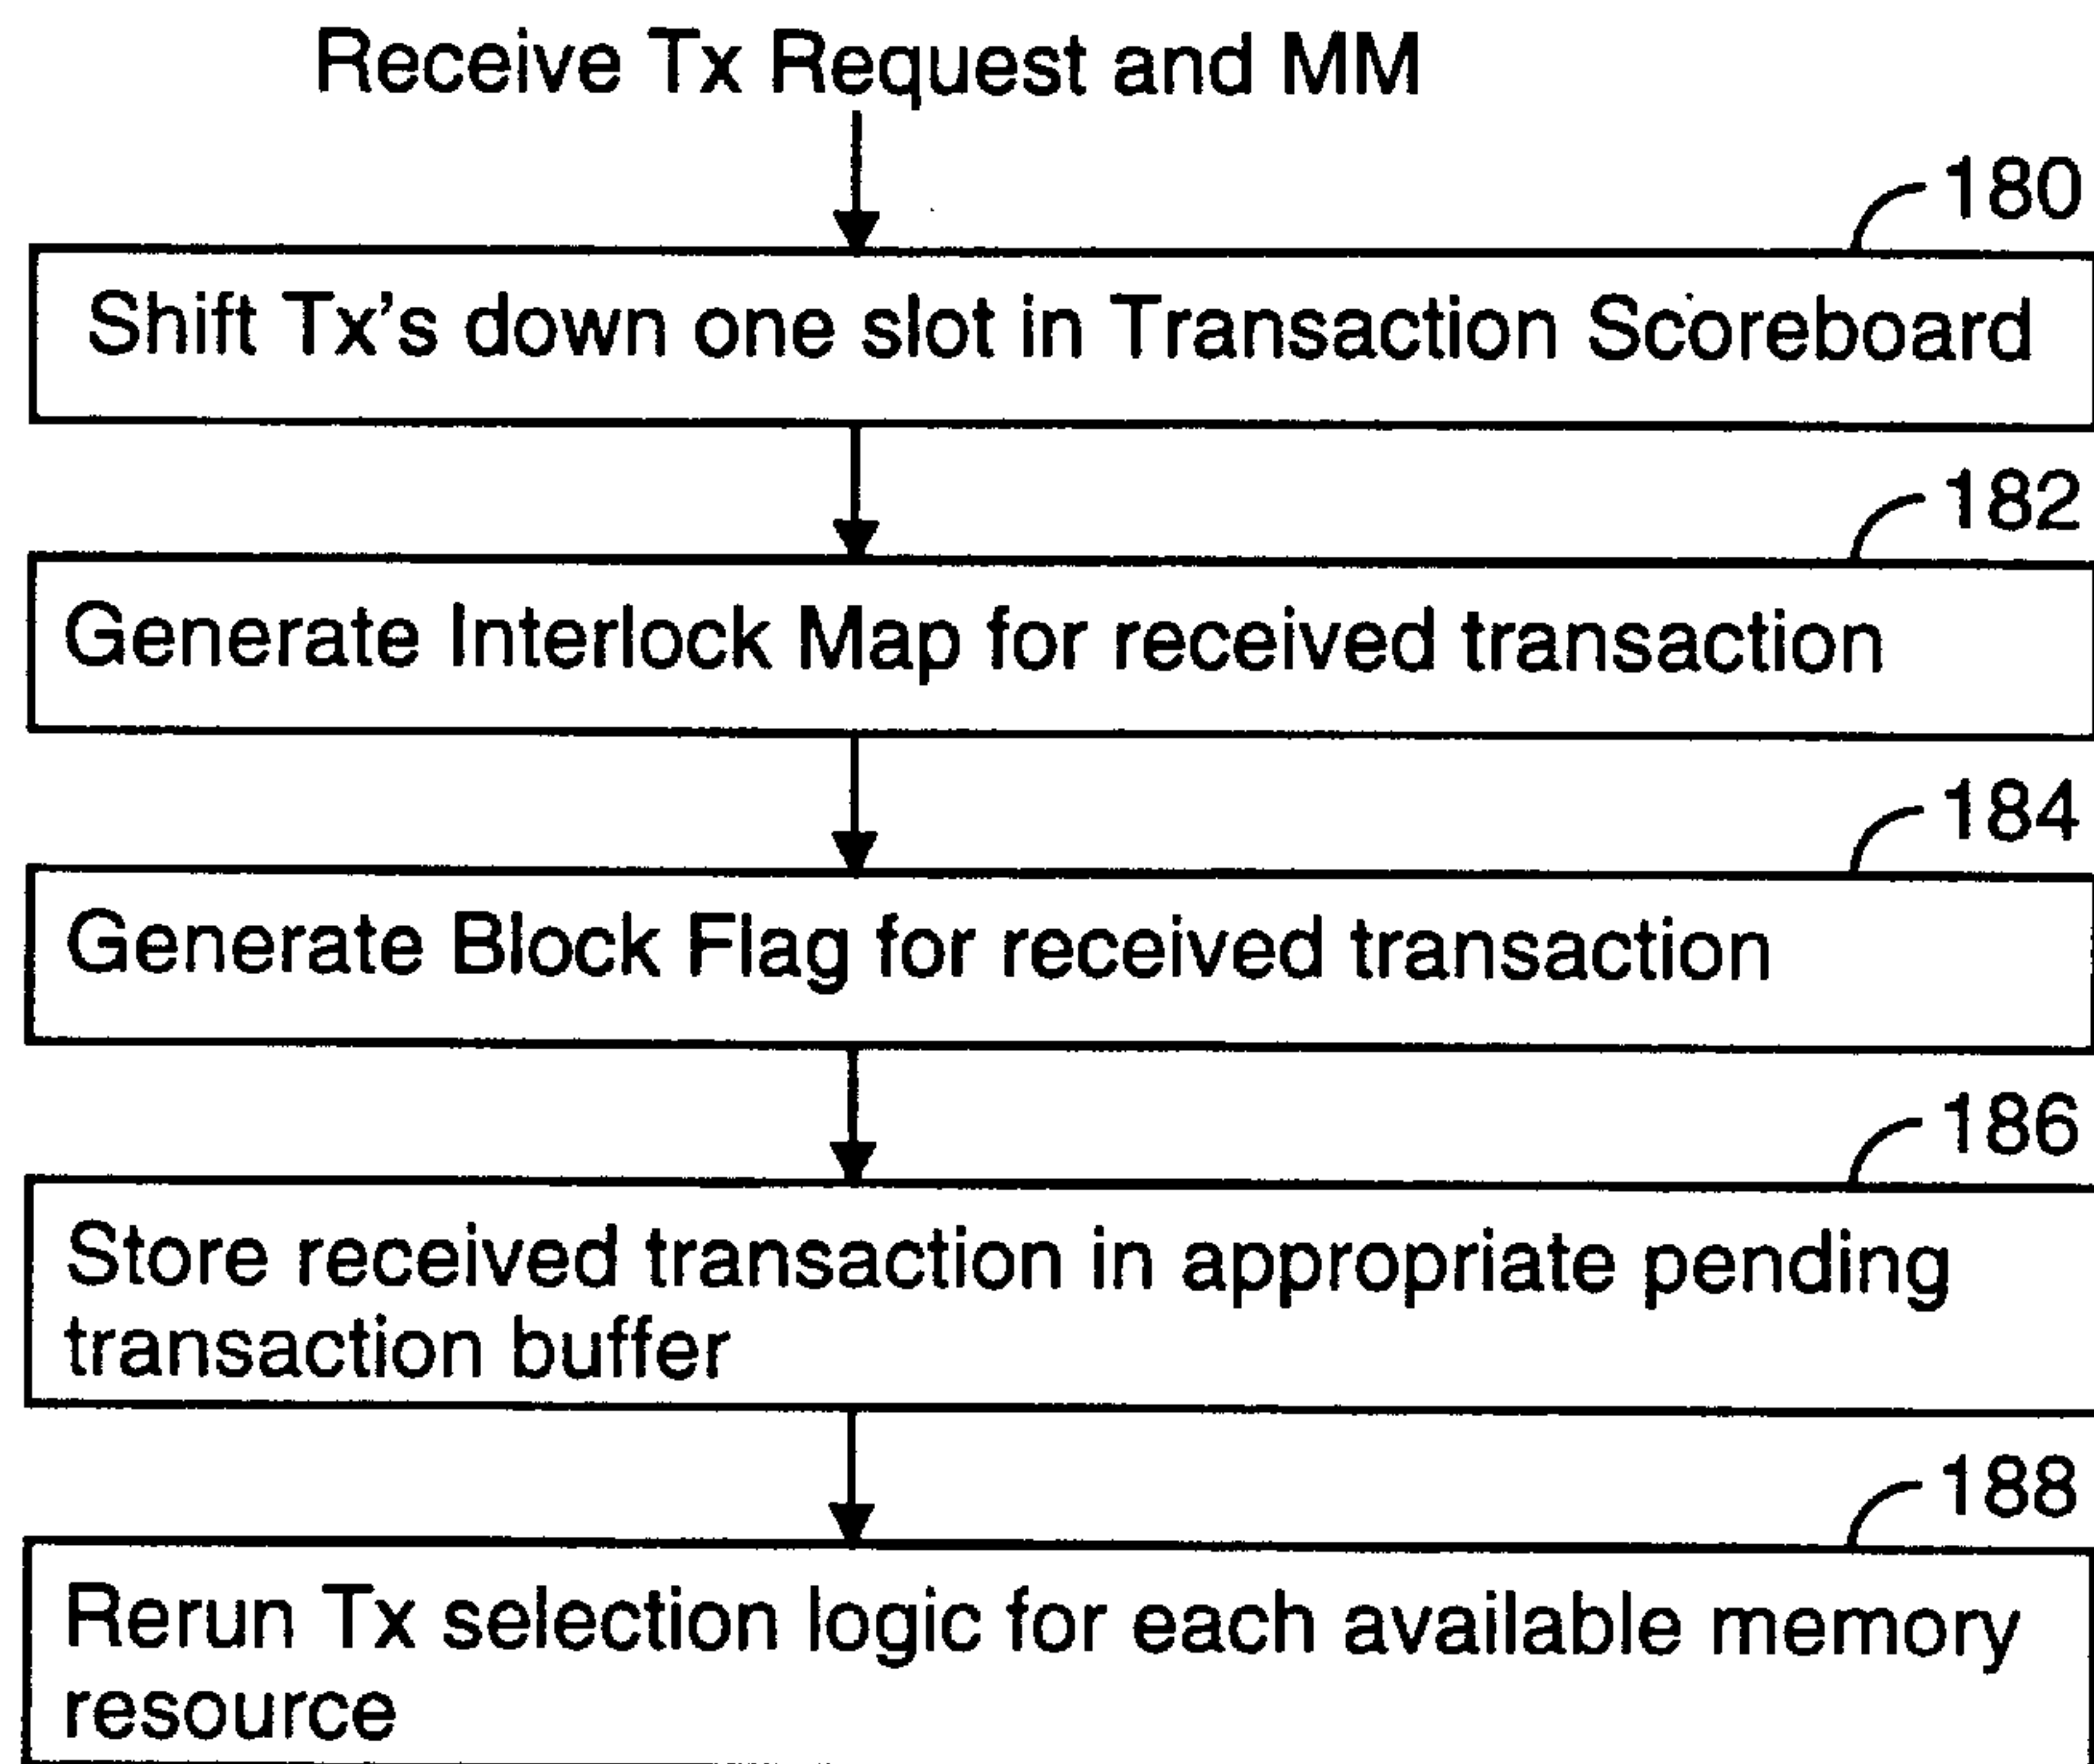 Receive Tx Request and MM
180
Shift Tx's down one slot in Transaction Scoreboard
182
Generate Interlock Map for received transaction
184
Generate Block Flag for received transaction
186
Store received transaction in appropriate pending
transaction buffer
188
Rerun Tx selection logic for each available memory
resource